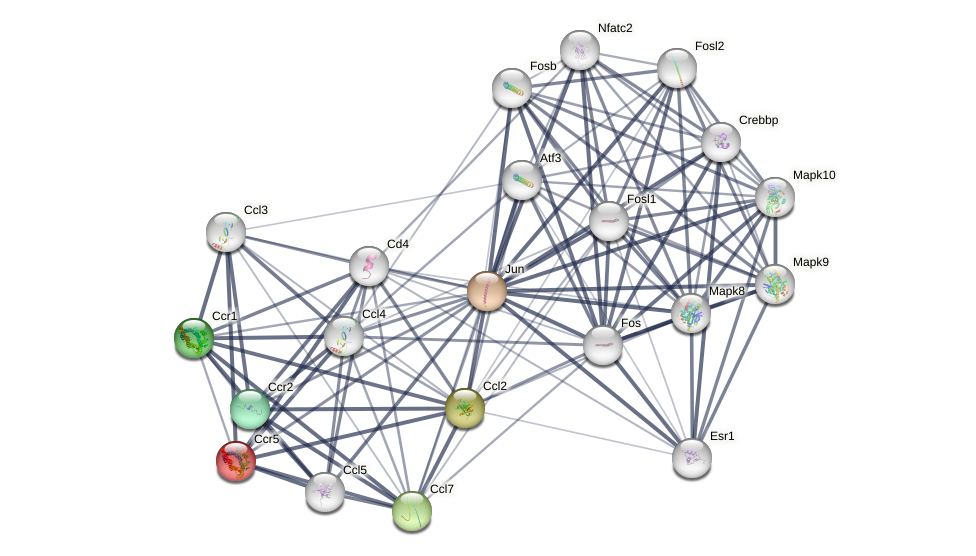 Nfatc2
Fosl2
Fosb
Crebbp
Atf3
Mapk10
Fosl1
Ccl3
Cd4
Jun
Mapk9
Mapk8
Ccr1
Ccl4
Fos
Ccr2
Ccl2
Ccr5
Esr1
Ccl5
Ccl7